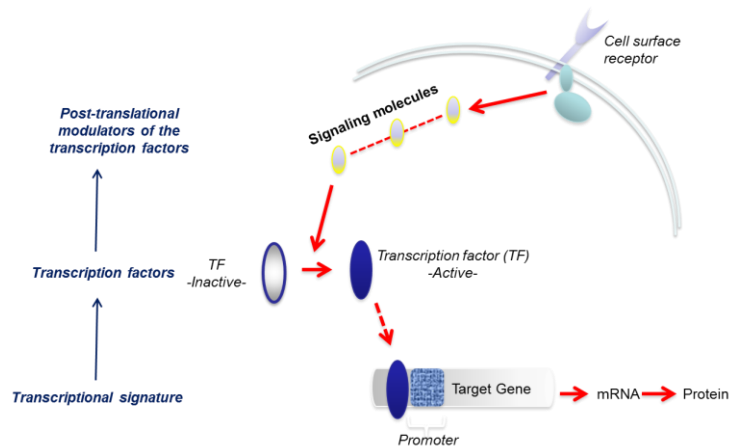 Cell surface
receptor
Signaling molecules
Post-translational
modulators of the
transcription factors
Transcription factors
TF
-Inactive-
Transcription factor (TF)
-Active-
Transcriptional signature
Target Gene
mRNA
Protein
Promoter